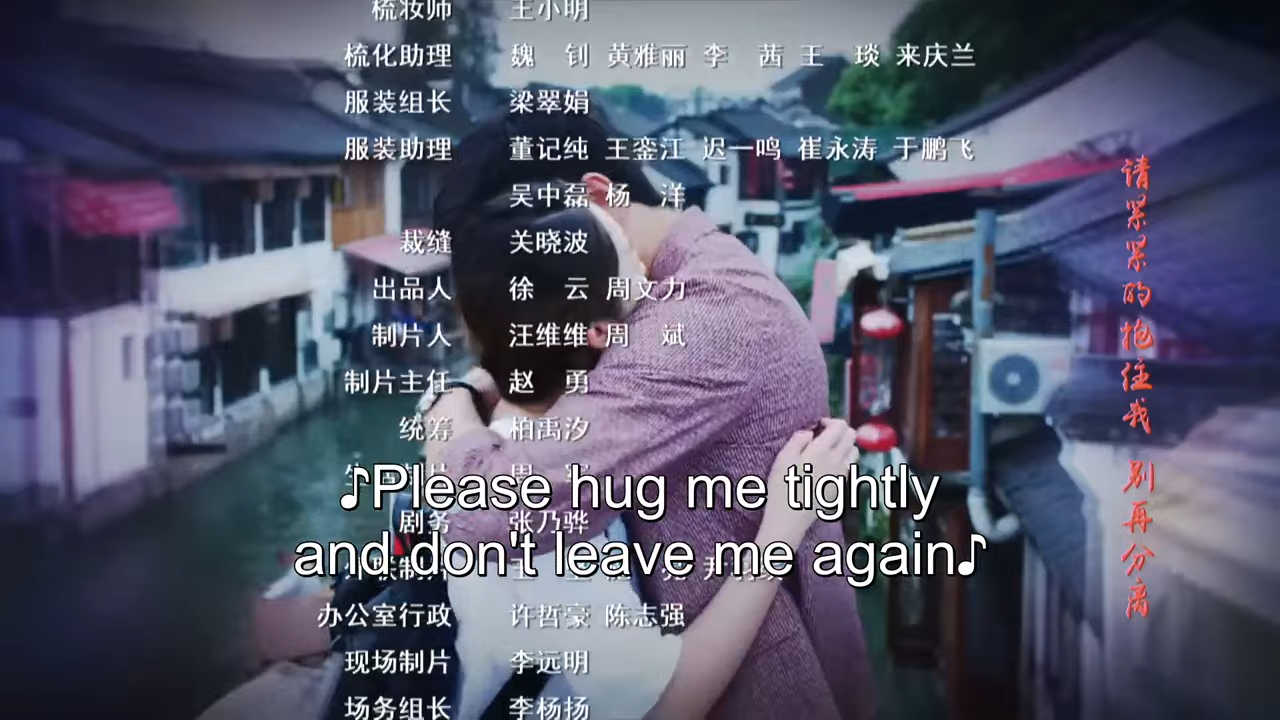 梳妆师 王小明
梳化助理 魏 钊 黄雅丽 李 茜 王 琰 来庆兰
服装组长 梁翠娟
服装助理 董记纯 王銮江 迟一鸣 崔永涛 于鹏飞
吴中磊 杨 洋
裁缝 关晓波
出品人 徐 云 周文力
制片人 汪维维 周 斌
制片主任 赵 勇
统筹 柏禹汐
♪Please hug me tightly
剧务 张乃骅
and don't leave me again♪
办公室行政 许哲豪 陈志强
现场制片 李远明
场务组长 李杨扬
请紧紧的抱住我 别再分离